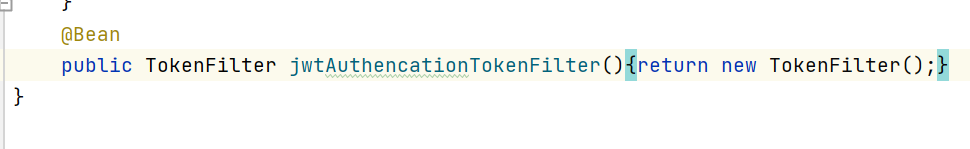 }
@Bean
public TokenFilter jwtAuthencationTokenFilter(){return new TokenFilter();}
}